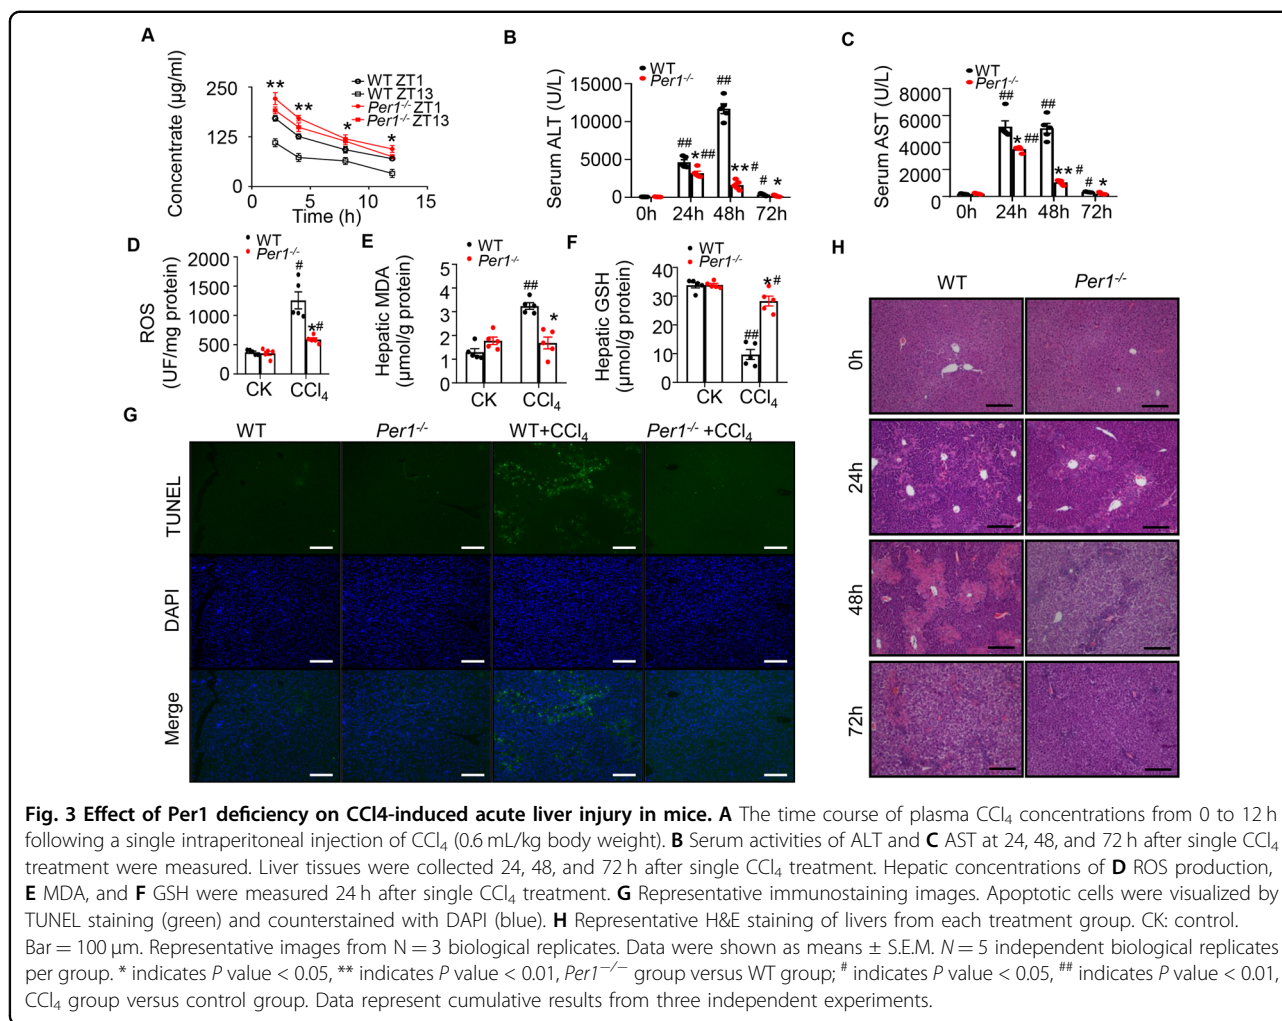 A
Concentrate (µg/ml)
250
125
0
0
5
10
15
Time (h)
**
**
*
*
WT ZT1
WT ZT13
Per1-/- ZT1
Per1-/- ZT13
B
Serum ALT (U/L)
15000
10000
5000
0
0h
24h
48h
72h
WT
Per1-/-
##
*##
##
**#
#
*
C
Serum AST (U/L)
8000
6000
4000
2000
0
0h
24h
48h
72h
WT
Per1-/-
##
*##
##
**#
#
*
D
ROS
(UF/mg protein)
2000
1500
1000
500
0
CK
CCl4
WT
Per1-/-
#
*#
E
Hepatic MDA
(µmol/g protein)
5
4
3
2
1
0
CK
CCl4
WT
Per1-/-
##
*
F
Hepatic GSH
(µmol/g protein)
40
30
20
10
0
CK
CCl4
WT
Per1-/-
##
*#
G
WT
Per1-/-
WT+CCl4
Per1-/- +CCl4
TUNEL
DAPI
Merge
H
WT
Per1-/-
0h
24h
48h
72h
Fig. 3 Effect of Per1 deficiency on CCl4-induced acute liver injury in mice. A The time course of plasma CCl4 concentrations from 0 to 12 h
following a single intraperitoneal injection of CCl4 (0.6 mL/kg body weight). B Serum activities of ALT and C AST at 24, 48, and 72 h after single CCl4
treatment were measured. Liver tissues were collected 24, 48, and 72 h after single CCl4 treatment. Hepatic concentrations of D ROS production,
E MDA, and F GSH were measured 24 h after single CCl4 treatment. G Representative immunostaining images. Apoptotic cells were visualized by
TUNEL staining (green) and counterstained with DAPI (blue). H Representative H&E staining of livers from each treatment group. CK: control.
Bar = 100 µm. Representative images from N = 3 biological replicates. Data were shown as means ± S.E.M. N = 5 independent biological replicates
per group. * indicates P value < 0.05, ** indicates P value < 0.01, Per1−/− group versus WT group; # indicates P value < 0.05, ## indicates P value < 0.01,
CCl4 group versus control group. Data represent cumulative results from three independent experiments.